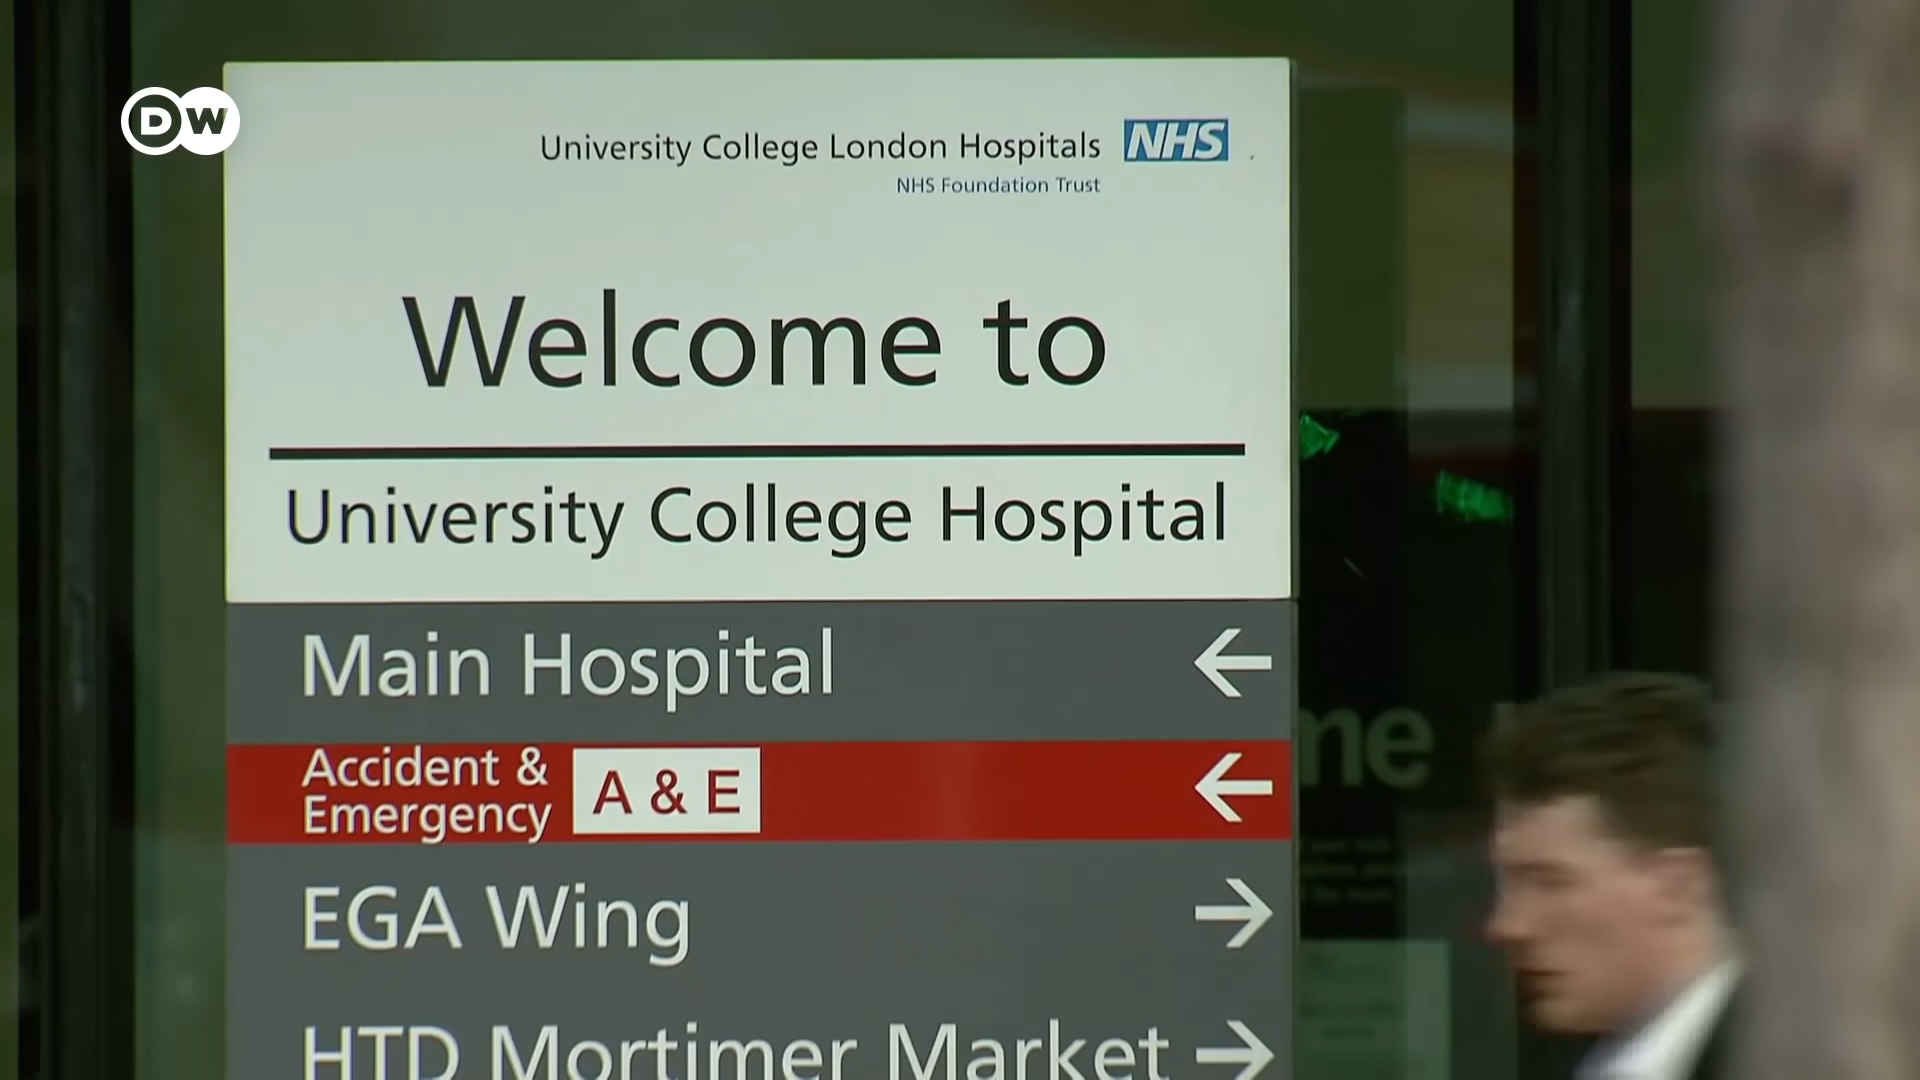 DW
University College London Hospitals NHS
NHS Foundation Trust
Welcome to
University College Hospital
Main Hospital ←
Accident &
Emergency
A & E ←
EGA Wing →
HTD Mortimer Market →
me